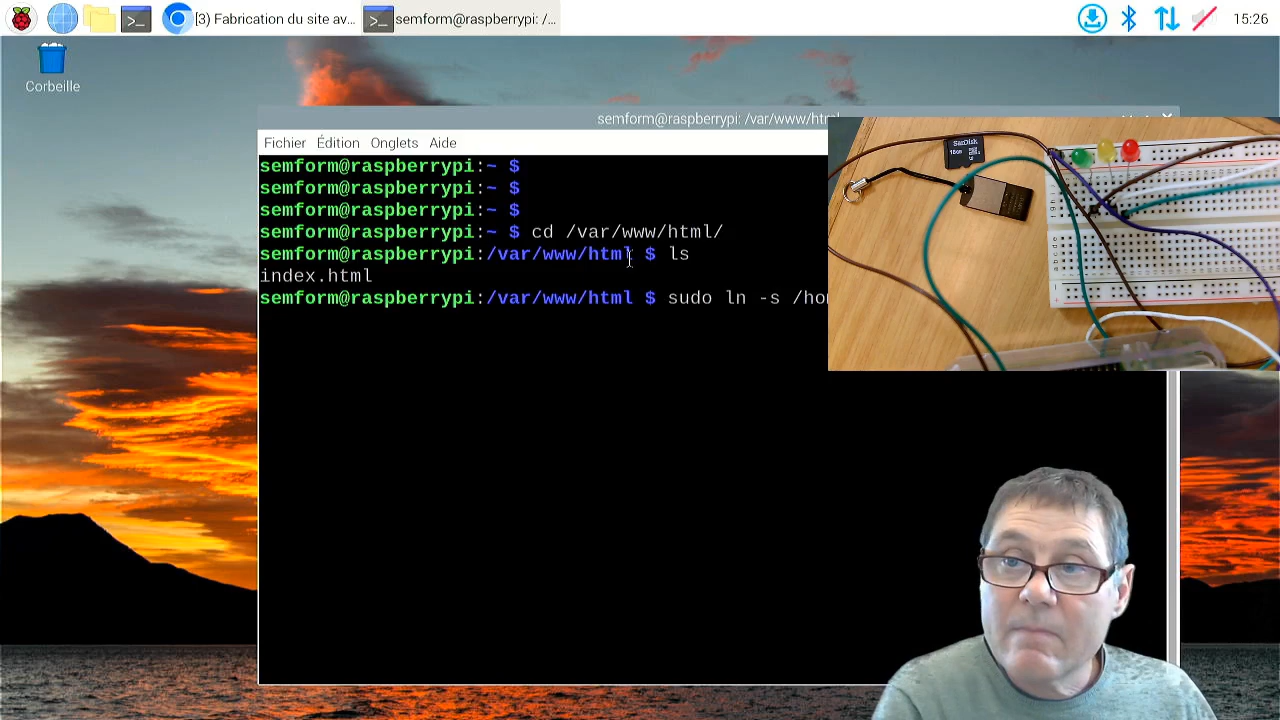 [3) Fabrication du site av...
semform@raspberrypi: /...
15:26
Corbeille
semform@raspberrypi: /var/www/html
Fichier Édition Onglets Aide
semform@raspberrypi:~ $
semform@raspberrypi:~ $
semform@raspberrypi:~ $
semform@raspberrypi:~ $ cd /var/www/html/
semform@raspberrypi:/var/www/html $ ls
index.html
semform@raspberrypi:/var/www/html $ sudo ln -s /ho
SanDisk